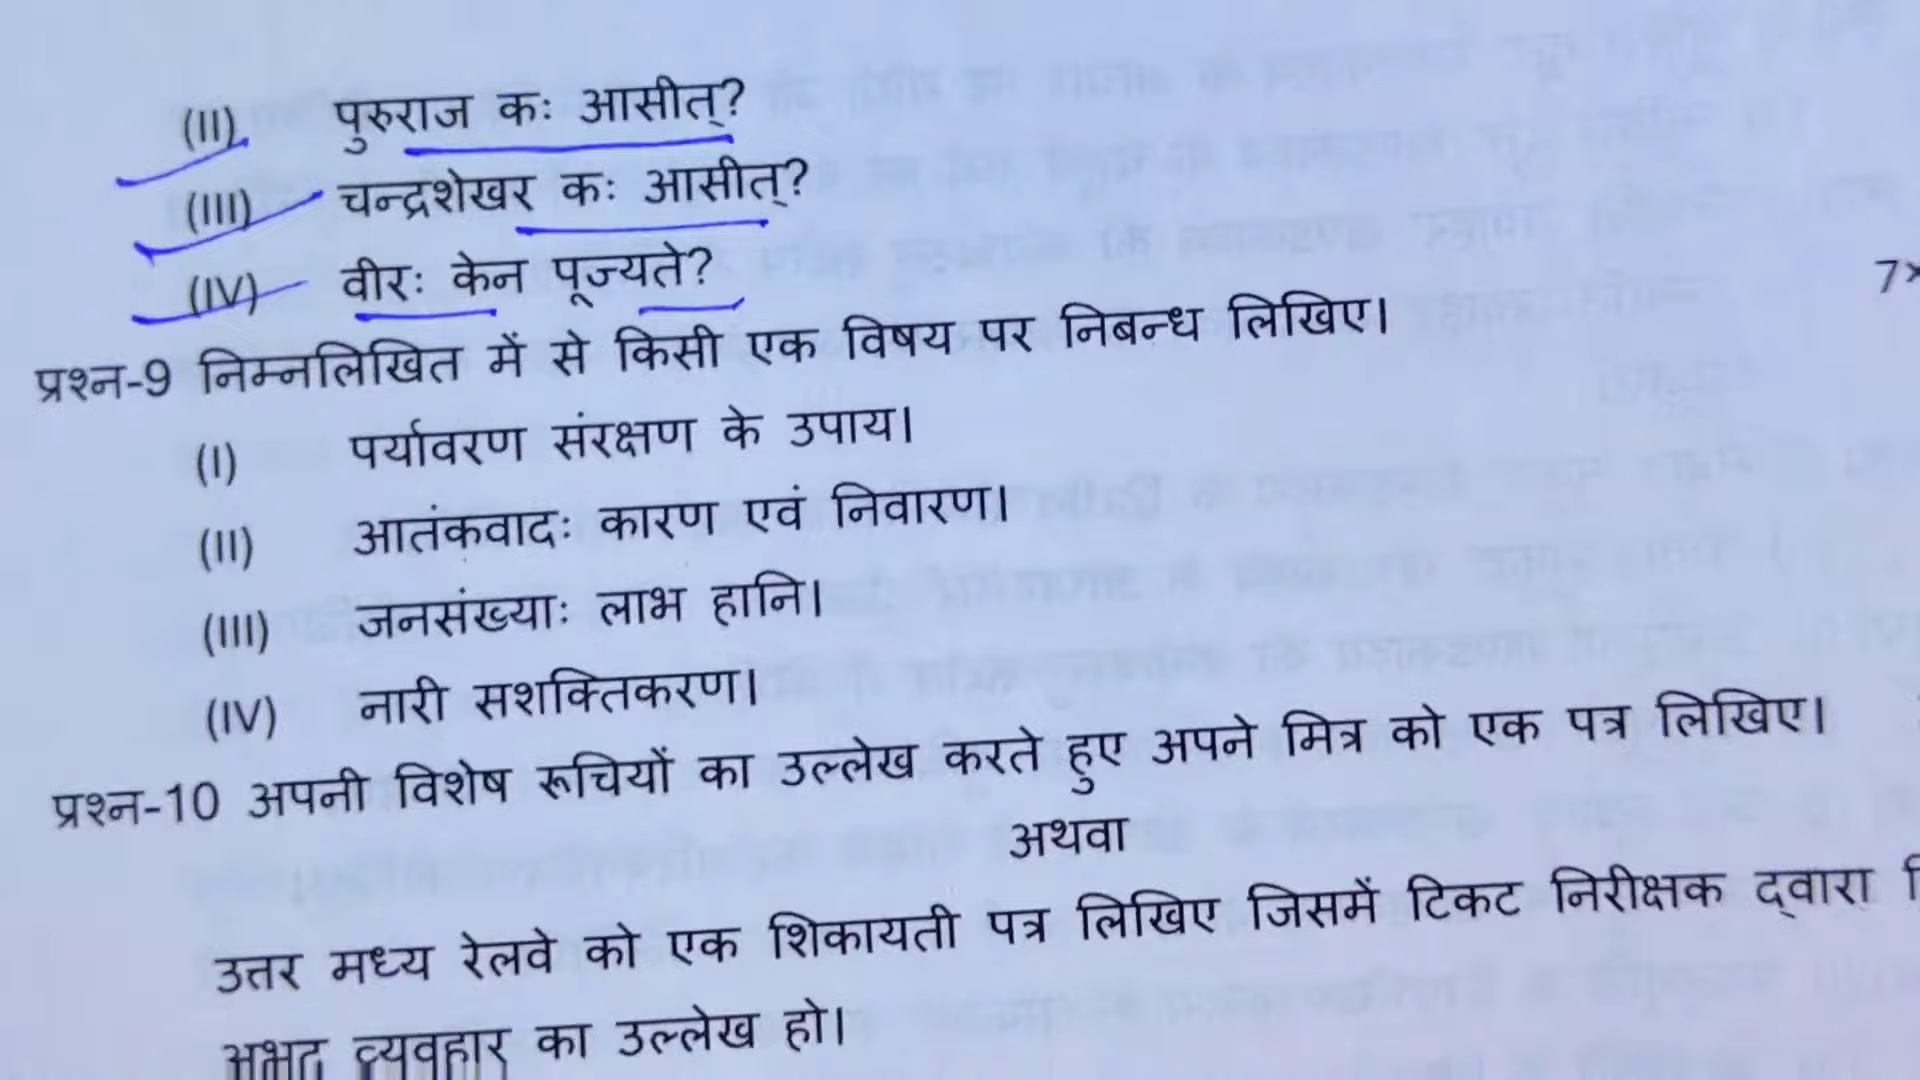 (II) पुरुराज कः आसीत्?
(III) चन्द्रशेखर कः आसीत्?
(IV) वीरः केन पूज्यते?
7×
प्रश्न-9 निम्नलिखित में से किसी एक विषय पर निबन्ध लिखिए।
(I) पर्यावरण संरक्षण के उपाय।
(II) आतंकवादः कारण एवं निवारण।
(III) जनसंख्याः लाभ हानि।
(IV) नारी सशक्तिकरण।
प्रश्न-10 अपनी विशेष रूचियों का उल्लेख करते हुए अपने मित्र को एक पत्र लिखिए।
अथवा
उत्तर मध्य रेलवे को एक शिकायती पत्र लिखिए जिसमें टिकट निरीक्षक द्वारा
अभद्र व्यवहार का उल्लेख हो।